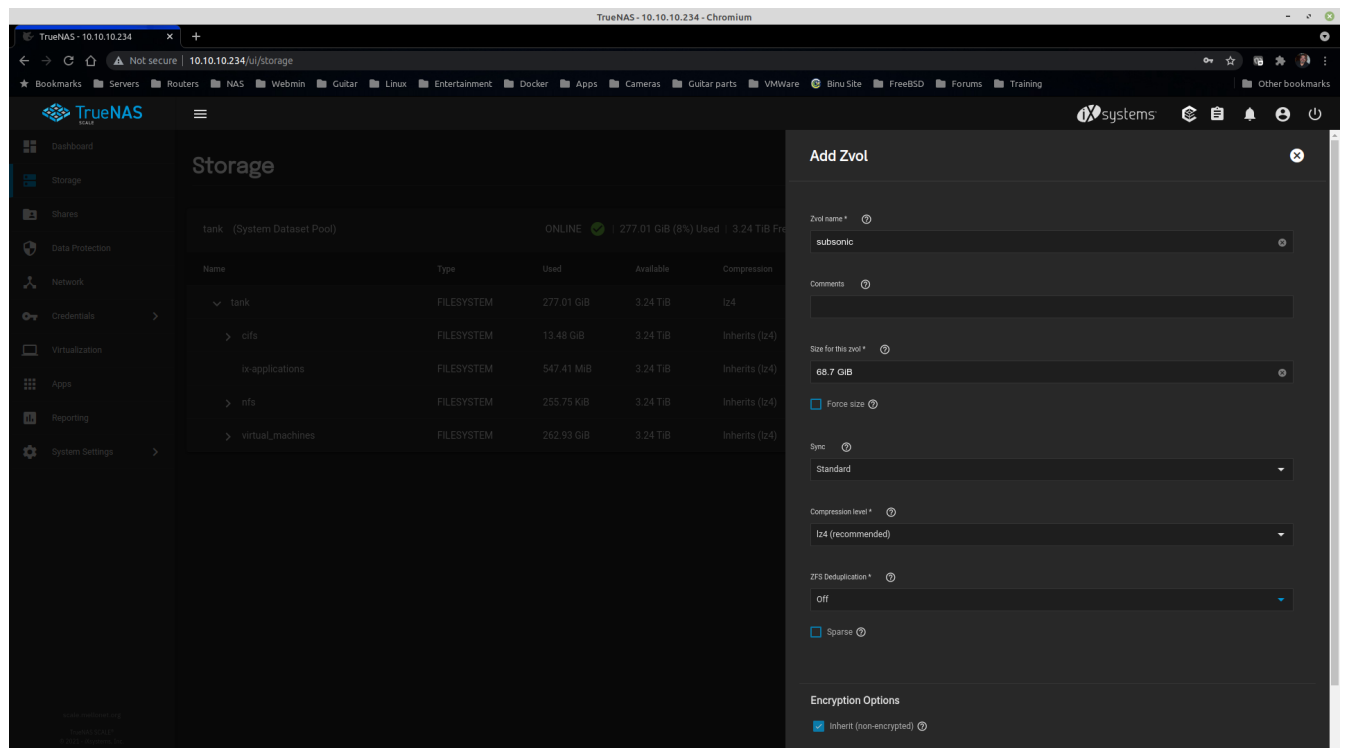 TrueNAS - 10.10.10.234 - Chromium
TrueNAS - 10.10.10.234
Not secure | 10.10.10.234/ui/storage
Bookmarks Servers Routers NAS Webmin Guitar Linux Entertainment Docker Apps Cameras Guitar parts VMWare Binu Site FreeBSD Forums Training Other bookmarks
TrueNAS
SCALE
iXsystems
Dashboard
Storage
Shares
Data Protection
Network
Credentials
Virtualization
Apps
Reporting
System Settings
TrueNAS SCALE
Storage
tank (System Dataset Pool) ONLINE | 277.01 GiB (8%) Used | 3.24 TiB Fre
Name Type Used Available Compression
tank FILESYSTEM 277.01 GiB 3.24 TiB lz4
cifs FILESYSTEM 13.48 GiB 3.24 TiB Inherits (lz4)
ix-applications FILESYSTEM 547.41 MiB 3.24 TiB Inherits (lz4)
nfs FILESYSTEM 255.75 KiB 3.24 TiB Inherits (lz4)
virtual_machines FILESYSTEM 262.93 GiB 3.24 TiB Inherits (lz4)
Add Zvol
Zvol name *
subsonic
Comments
Size for this zvol *
68.7 GiB
Force size
Sync
Standard
Compression level *
lz4 (recommended)
ZFS Deduplication *
Off
Sparse
Encryption Options
Inherit (non-encrypted)